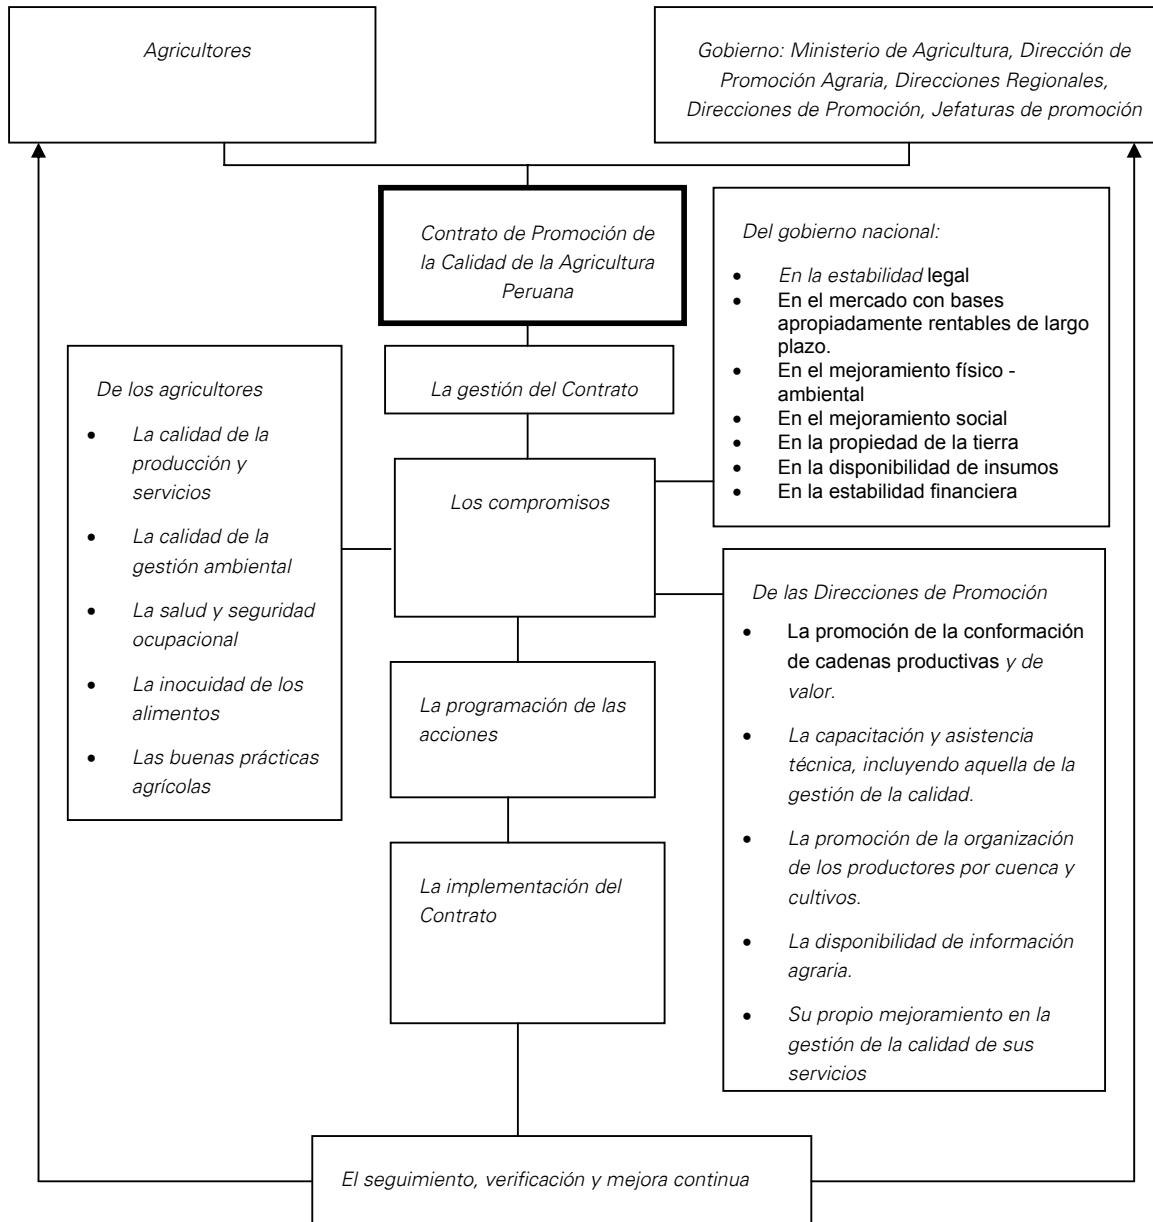 Agricultores
Gobierno: Ministerio de Agricultura, Dirección de
Promoción Agraria, Direcciones Regionales,
Direcciones de Promoción, Jefaturas de promoción
Contrato de Promoción de
la Calidad de la Agricultura
Peruana
Del gobierno nacional:
• En la estabilidad legal
• En el mercado con bases
apropiadamente rentables de largo
plazo.
• En el mejoramiento físico -
ambiental
• En el mejoramiento social
• En la propiedad de la tierra
• En la disponibilidad de insumos
• En la estabilidad financiera
La gestión del Contrato
De los agricultores
• La calidad de la
producción y
servicios
• La calidad de la
gestión ambiental
• La salud y seguridad
ocupacional
• La inocuidad de los
alimentos
• Las buenas prácticas
agrícolas
Los compromisos
De las Direcciones de Promoción
• La promoción de la conformación
de cadenas productivas y de
valor.
• La capacitación y asistencia
técnica, incluyendo aquella de la
gestión de la calidad.
• La promoción de la organización
de los productores por cuenca y
cultivos.
• La disponibilidad de información
agraria.
• Su propio mejoramiento en la
gestión de la calidad de sus
servicios
La programación de las
acciones
La implementación del
Contrato
El seguimiento, verificación y mejora continua